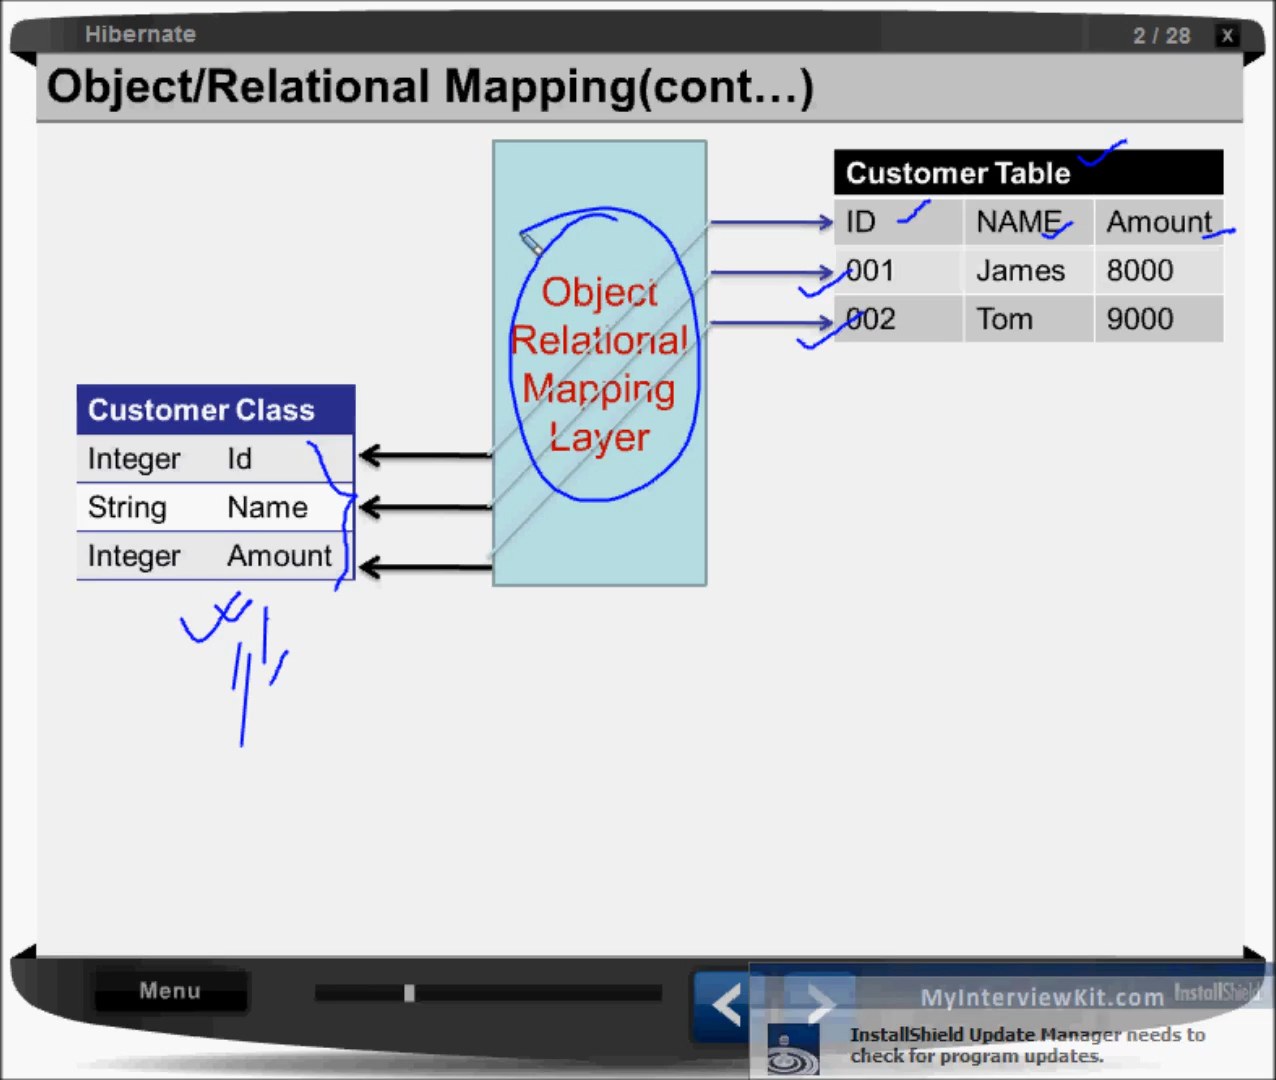 Hibernate
2 / 28
X
Object/Relational Mapping(cont...)
Customer Table
ID NAME Amount
001 James 8000
002 Tom 9000
Object
Relational
Mapping
Layer
Customer Class
Integer Id
String Name
Integer Amount
Menu
MyInterviewKit.com
InstallShield
InstallShield Update Manager needs to
check for program updates.